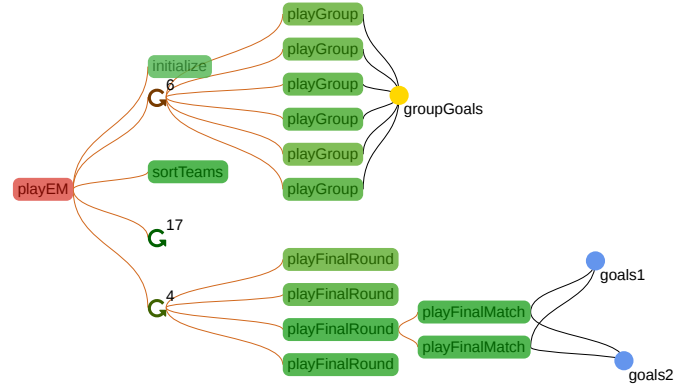 playGroup
playGroup
initialize
6
playGroup
groupGoals
playGroup
playGroup
sortTeams
playEM
playGroup
17
playFinalRound
goals1
4
playFinalRound
playFinalMatch
playFinalRound
playFinalMatch
playFinalRound
goals2